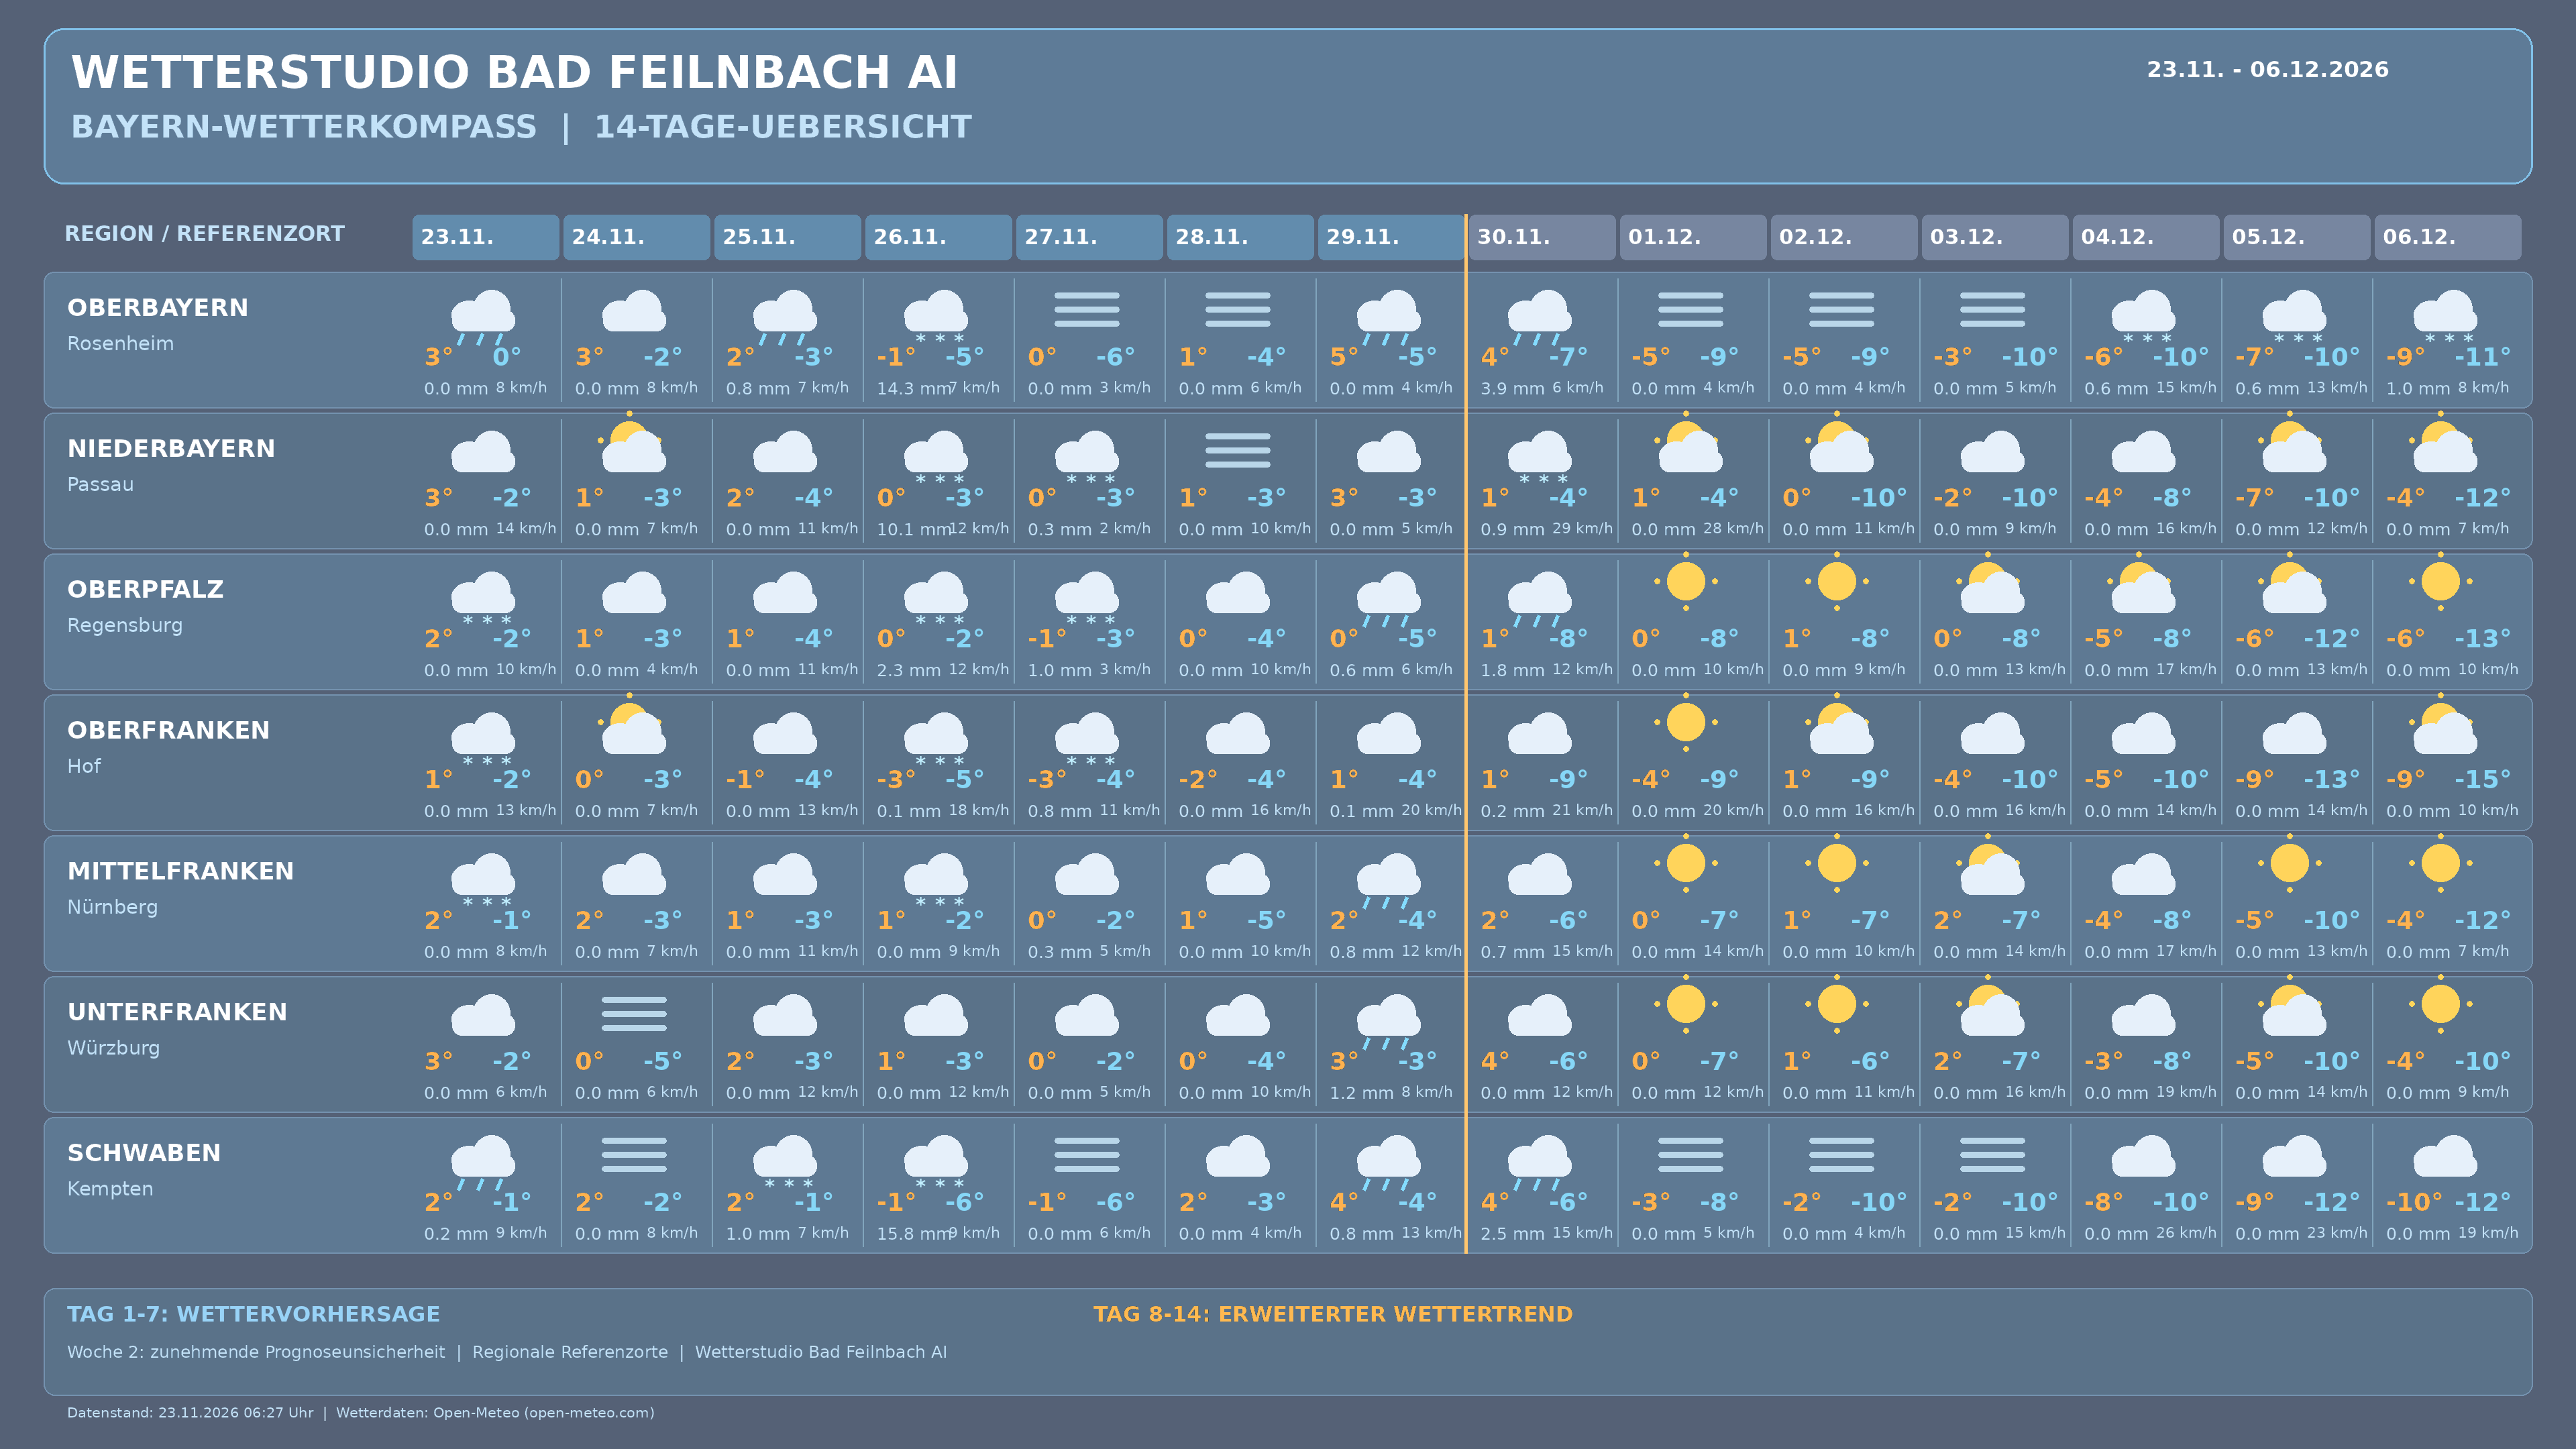 WETTERSTUDIO BAD FEILNBACH AI
23.11. - 06.12.2026
BAYERN-WETTERKOMPASS | 14-TAGE-UEBERSICHT
REGION / REFERENZORT 23.11. 24.11. 25.11. 26.11. 27.11. 28.11. 29.11. 30.11. 01.12. 02.12. 03.12. 04.12. 05.12. 06.12.
OBERBAYERN
Rosenheim
3° 0° 3° -2° 2° -3° -1° -5° 0° -6° 1° -4° 5° -5° 4° -7° -5° -9° -5° -9° -3° -10° -6° -10° -7° -10° -9° -11°
0.0 mm 8 km/h 0.0 mm 8 km/h 0.8 mm 7 km/h 14.3 mm 7 km/h 0.0 mm 3 km/h 0.0 mm 6 km/h 0.0 mm 4 km/h 3.9 mm 6 km/h 0.0 mm 4 km/h 0.0 mm 4 km/h 0.0 mm 5 km/h 0.6 mm 15 km/h 0.6 mm 13 km/h 1.0 mm 8 km/h
NIEDERBAYERN
Passau
3° -2° 1° -3° 2° -4° 0° -3° 0° -3° 1° -3° 3° -3° 1° -4° 1° -4° 0° -10° -2° -10° -4° -8° -7° -10° -4° -12°
0.0 mm 14 km/h 0.0 mm 7 km/h 0.0 mm 11 km/h 10.1 mm 12 km/h 0.3 mm 2 km/h 0.0 mm 10 km/h 0.0 mm 5 km/h 0.9 mm 29 km/h 0.0 mm 28 km/h 0.0 mm 11 km/h 0.0 mm 9 km/h 0.0 mm 16 km/h 0.0 mm 12 km/h 0.0 mm 7 km/h
OBERPFALZ
Regensburg
2° -2° 1° -3° 1° -4° 0° -2° -1° -3° 0° -4° 0° -5° 1° -8° 0° -8° 1° -8° 0° -8° -5° -8° -6° -12° -6° -13°
0.0 mm 10 km/h 0.0 mm 4 km/h 0.0 mm 11 km/h 2.3 mm 12 km/h 1.0 mm 3 km/h 0.0 mm 10 km/h 0.6 mm 6 km/h 1.8 mm 12 km/h 0.0 mm 10 km/h 0.0 mm 9 km/h 0.0 mm 13 km/h 0.0 mm 17 km/h 0.0 mm 13 km/h 0.0 mm 10 km/h
OBERFRANKEN
Hof
1° -2° 0° -3° -1° -4° -3° -5° -3° -4° -2° -4° 1° -4° 1° -9° -4° -9° 1° -9° -4° -10° -5° -10° -9° -13° -9° -15°
0.0 mm 13 km/h 0.0 mm 7 km/h 0.0 mm 13 km/h 0.1 mm 18 km/h 0.8 mm 11 km/h 0.0 mm 16 km/h 0.1 mm 20 km/h 0.2 mm 21 km/h 0.0 mm 20 km/h 0.0 mm 16 km/h 0.0 mm 16 km/h 0.0 mm 14 km/h 0.0 mm 14 km/h 0.0 mm 10 km/h
MITTELFRANKEN
Nürnberg
2° -1° 2° -3° 1° -3° 1° -2° 0° -2° 1° -5° 2° -4° 2° -6° 0° -7° 1° -7° 2° -7° -4° -8° -5° -10° -4° -12°
0.0 mm 8 km/h 0.0 mm 7 km/h 0.0 mm 11 km/h 0.0 mm 9 km/h 0.3 mm 5 km/h 0.0 mm 10 km/h 0.8 mm 12 km/h 0.7 mm 15 km/h 0.0 mm 14 km/h 0.0 mm 10 km/h 0.0 mm 14 km/h 0.0 mm 17 km/h 0.0 mm 13 km/h 0.0 mm 7 km/h
UNTERFRANKEN
Würzburg
3° -2° 0° -5° 2° -3° 1° -3° 0° -2° 0° -4° 3° -3° 4° -6° 0° -7° 1° -6° 2° -7° -3° -8° -5° -10° -4° -10°
0.0 mm 6 km/h 0.0 mm 6 km/h 0.0 mm 12 km/h 0.0 mm 12 km/h 0.0 mm 5 km/h 0.0 mm 10 km/h 1.2 mm 8 km/h 0.0 mm 12 km/h 0.0 mm 12 km/h 0.0 mm 11 km/h 0.0 mm 16 km/h 0.0 mm 19 km/h 0.0 mm 14 km/h 0.0 mm 9 km/h
SCHWABEN
Kempten
2° -1° 2° -2° 2° -1° -1° -6° -1° -6° 2° -3° 4° -4° 4° -6° -3° -8° -2° -10° -2° -10° -8° -10° -9° -12° -10° -12°
0.2 mm 9 km/h 0.0 mm 8 km/h 1.0 mm 7 km/h 15.8 mm 9 km/h 0.0 mm 6 km/h 0.0 mm 4 km/h 0.8 mm 13 km/h 2.5 mm 15 km/h 0.0 mm 5 km/h 0.0 mm 4 km/h 0.0 mm 15 km/h 0.0 mm 26 km/h 0.0 mm 23 km/h 0.0 mm 19 km/h
TAG 1-7: WETTERVORHERSAGE TAG 8-14: ERWEITERTER WETTERTREND
Woche 2: zunehmende Prognoseunsicherheit | Regionale Referenzorte | Wetterstudio Bad Feilnbach AI
Datenstand: 23.11.2026 06:27 Uhr | Wetterdaten: Open-Meteo (open-meteo.com)